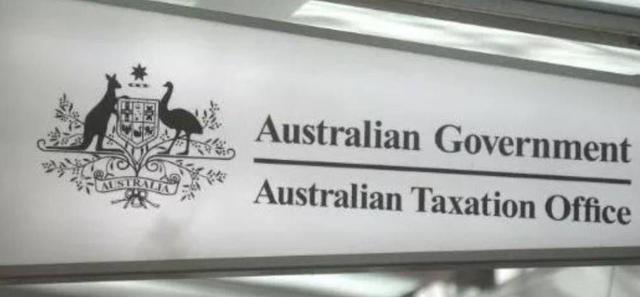 Australian Government
Australian Taxation Office
AUSTRALIA